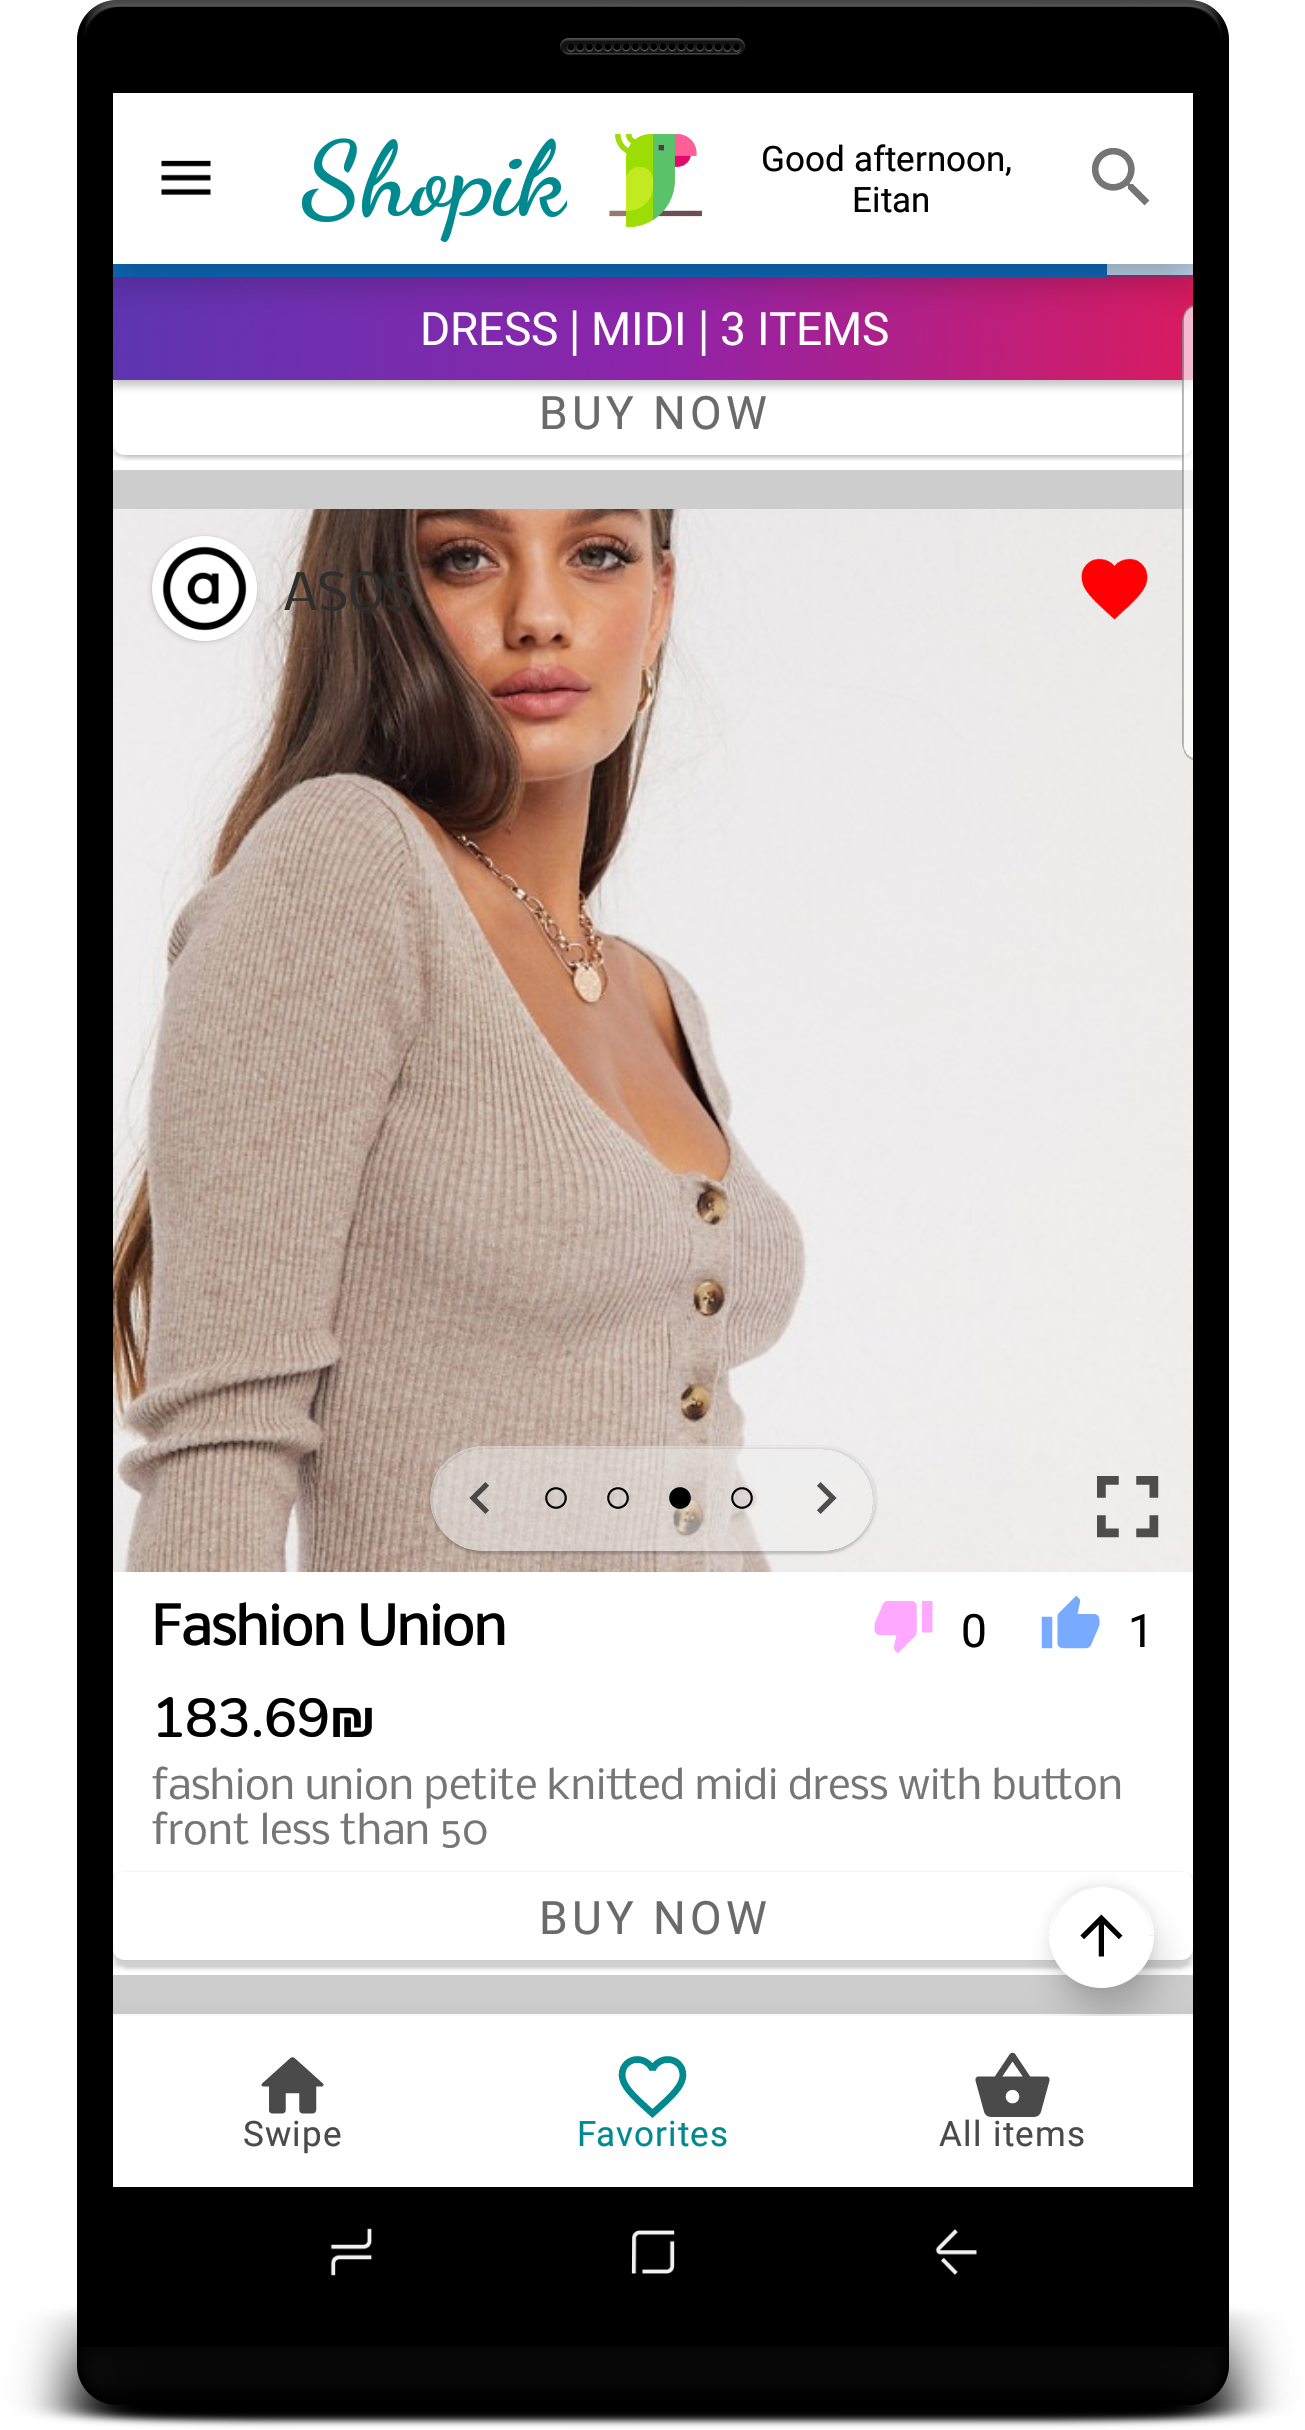 Shopik
Good afternoon,
Eitan
DRESS | MIDI | 3 ITEMS
BUY NOW
a ASOS
Fashion Union
0
1
183.69₪
fashion union petite knitted midi dress with button
front less than 50
BUY NOW
Swipe
Favorites
All items